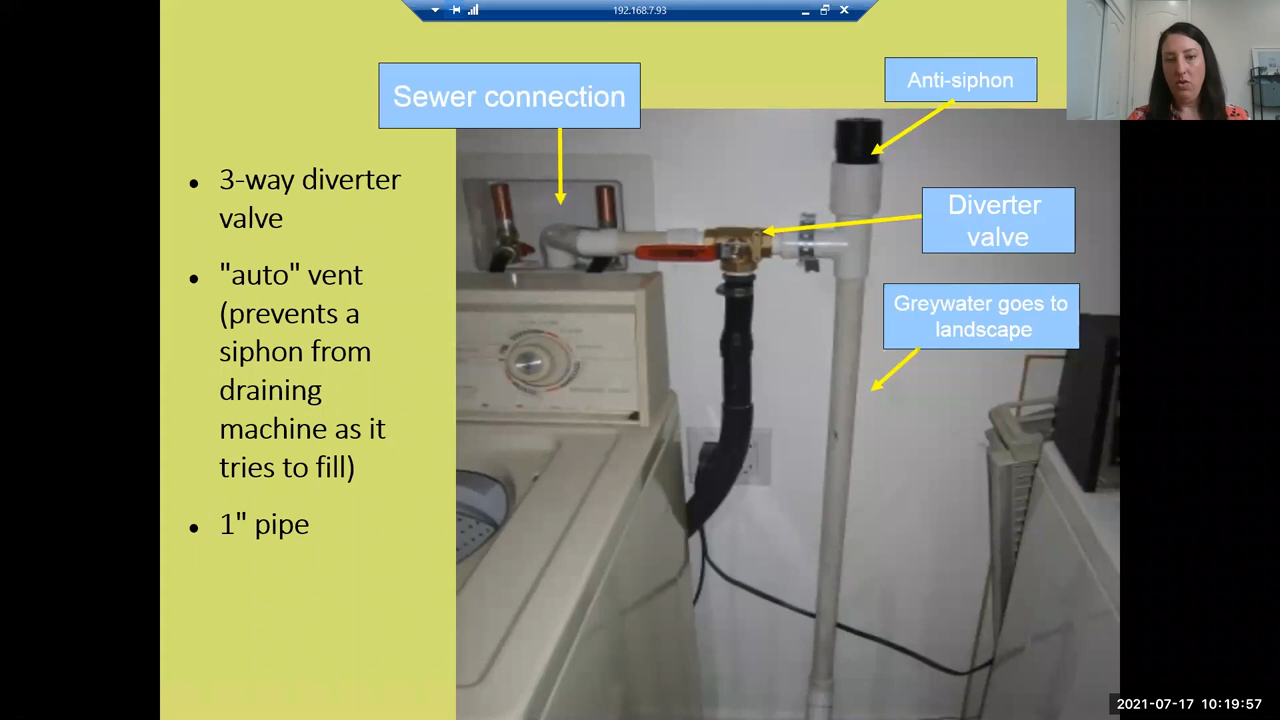 192.168.7.93
Sewer connection
Anti-siphon
• 3-way diverter
valve
• "auto" vent
(prevents a
siphon from
draining
machine as it
tries to fill)
• 1" pipe
Diverter
valve
Greywater goes to
landscape
2021-07-17 10:19:57